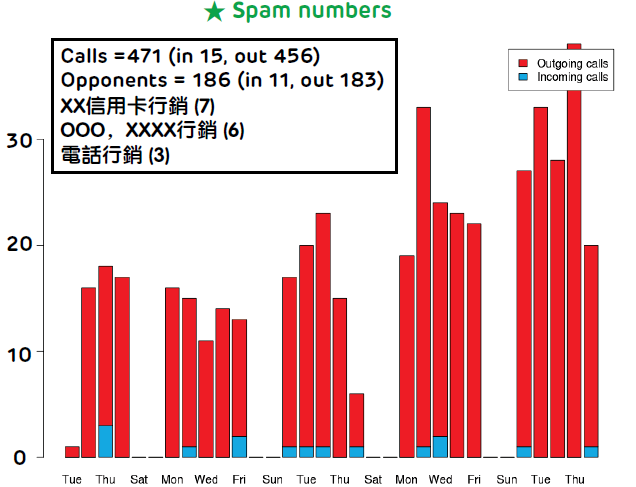 ★ Spam numbers
Calls =471 (in 15, out 456)
Opponents = 186 (in 11, out 183)
XX信用卡行銷 (7)
OOO，XXXX行銷 (6)
電話行銷 (3)
Outgoing calls
Incoming calls
30
20
10
0
Tue Thu Sat Mon Wed Fri Sun Tue Thu Sat Mon Wed Fri Sun Tue Thu